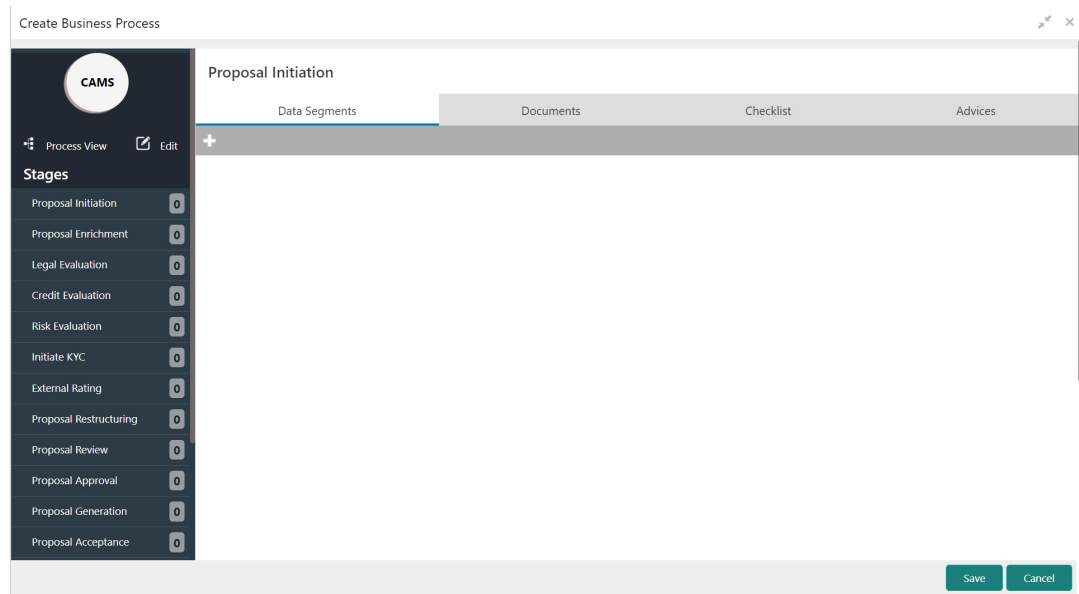 Create Business Process
CAMS
Process View Edit
Stages
Proposal Initiation 0
Proposal Enrichment 0
Legal Evaluation 0
Credit Evaluation 0
Risk Evaluation 0
Initiate KYC 0
External Rating 0
Proposal Restructuring 0
Proposal Review 0
Proposal Approval 0
Proposal Generation 0
Proposal Acceptance 0
Proposal Initiation
Data Segments Documents Checklist Advices
Save Cancel